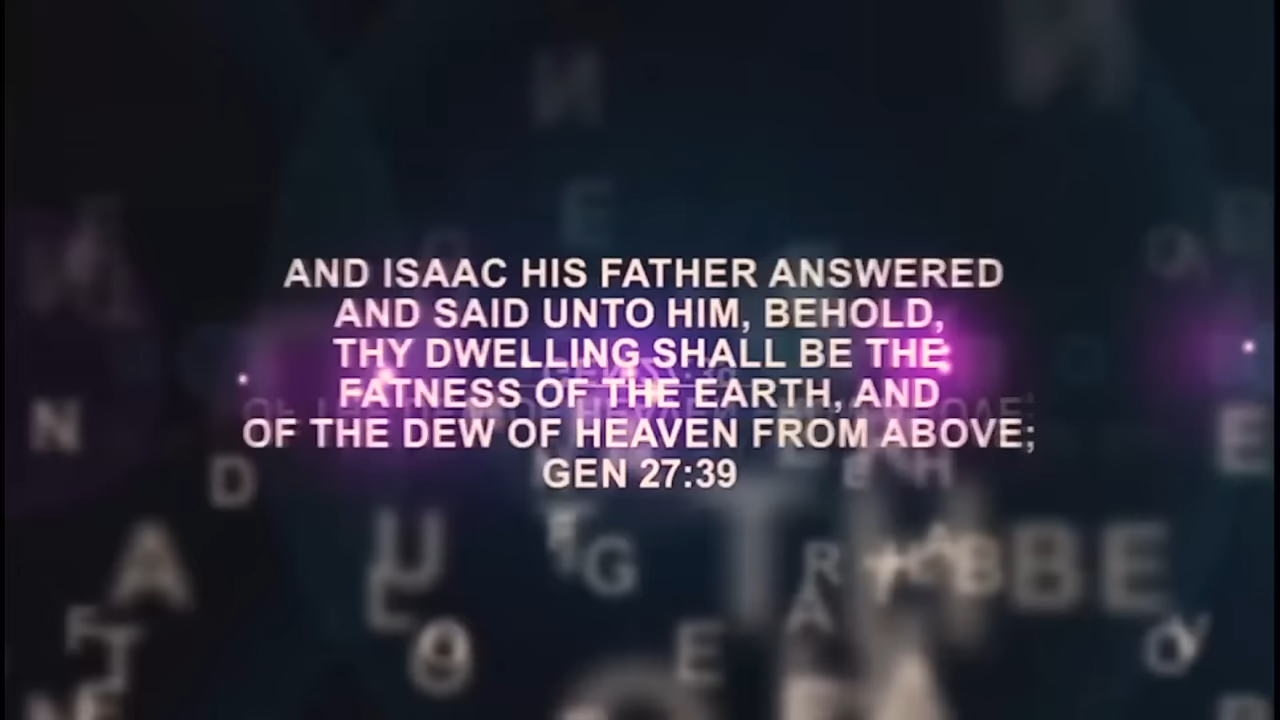 AND ISAAC HIS FATHER ANSWERED
AND SAID UNTO HIM, BEHOLD,
THY DWELLING SHALL BE THE
FATNESS OF THE EARTH, AND
OF THE DEW OF HEAVEN FROM ABOVE;
GEN 27:39